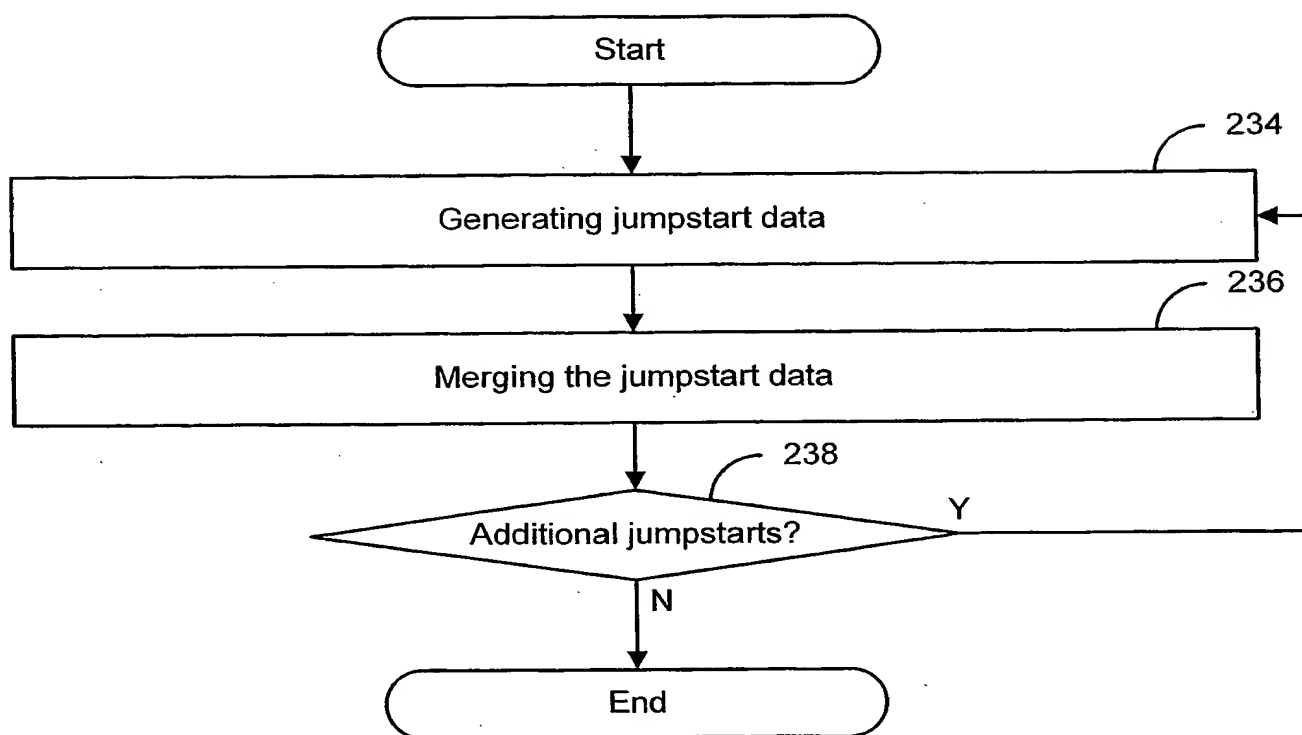 Start
234
Generating jumpstart data
236
Merging the jumpstart data
238
Additional jumpstarts?
Y
N
End